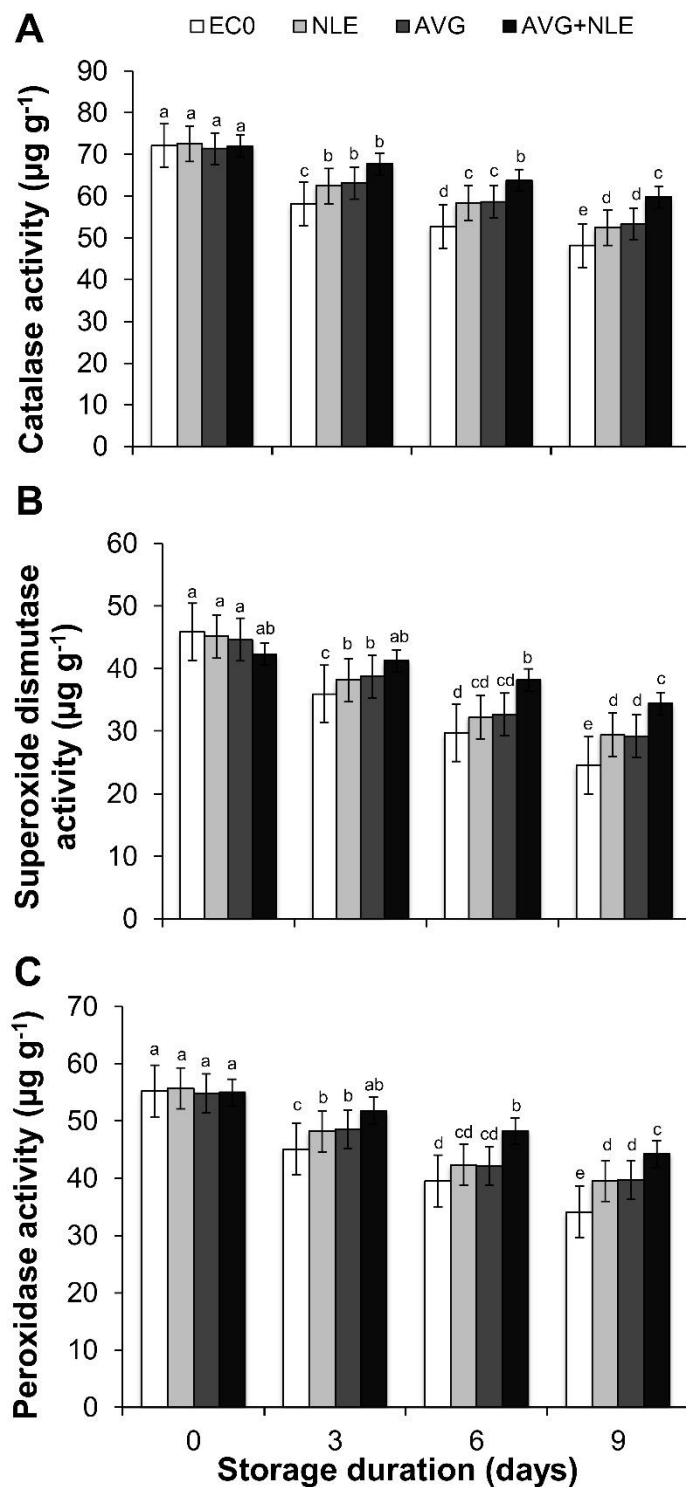 A
EC0 NLE AVG AVG+NLE
Catalase activity (µg g-1)
90
80
70
60
50
40
30
20
10
0
a a a a
c b b b
d c c b
e d d c
B
Superoxide dismutase
activity (µg g-1)
60
50
40
30
20
10
0
a a a ab
c b b ab
d cd cd b
e d d c
C
Peroxidase activity (µg g-1)
70
60
50
40
30
20
10
0
a a a a
c b b ab
d cd cd b
e d d c
0 3 6 9
Storage duration (days)